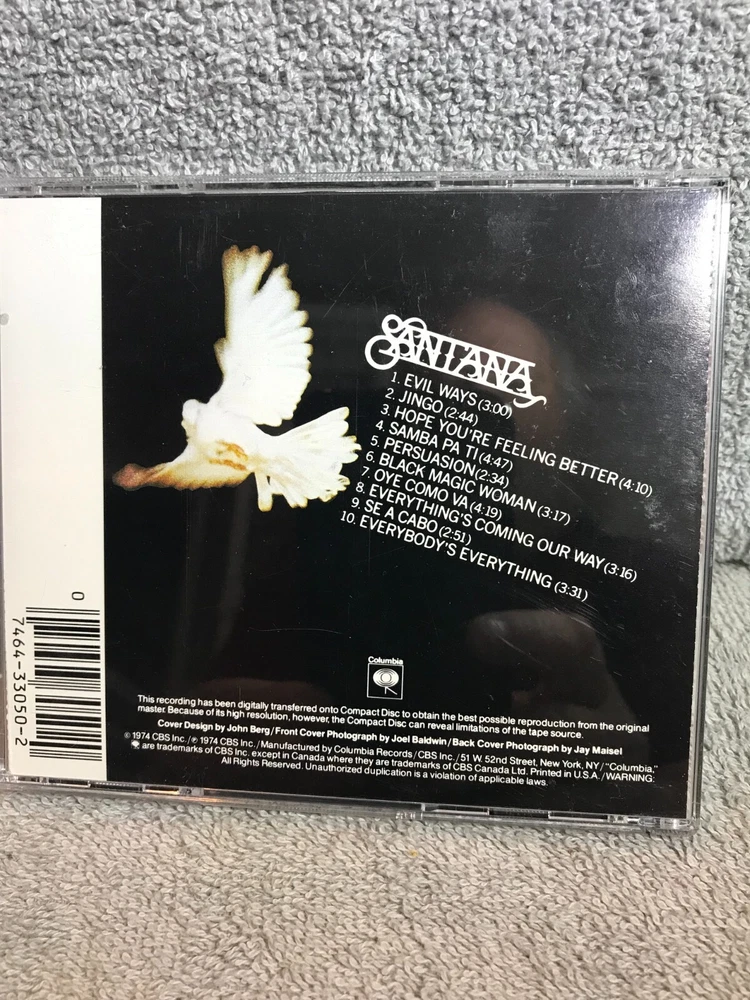 SANTANA
1. EVIL WAYS (3:00)
2. JINGO (2:44)
3. HOPE YOU'RE FEELING BETTER (4:10)
4. SAMBA PA TI (4:47)
5. PERSUASION (2:34)
6. BLACK MAGIC WOMAN (3:17)
7. OYE COMO VA (4:19)
8. EVERYTHING'S COMING OUR WAY (3:16)
9. SE A CABO (2:51)
10. EVERYBODY'S EVERYTHING (3:31)
0
7464-33050-2
Columbia
This recording has been digitally transferred onto Compact Disc to obtain the best possible reproduction from the original
master. Because of its high resolution, however, the Compact Disc can reveal limitations of the tape source.
Cover Design by John Berg/Front Cover Photograph by Joel Baldwin/Back Cover Photograph by Jay Maisel
© 1974 CBS Inc./℗ 1974 CBS Inc./Manufactured by Columbia Records/CBS Inc./51 W. 52nd Street, New York, NY/"Columbia,"
are trademarks of CBS Inc. except in Canada where they are trademarks of CBS Canada Ltd. Printed in U.S.A./WARNING:
All Rights Reserved. Unauthorized duplication is a violation of applicable laws.